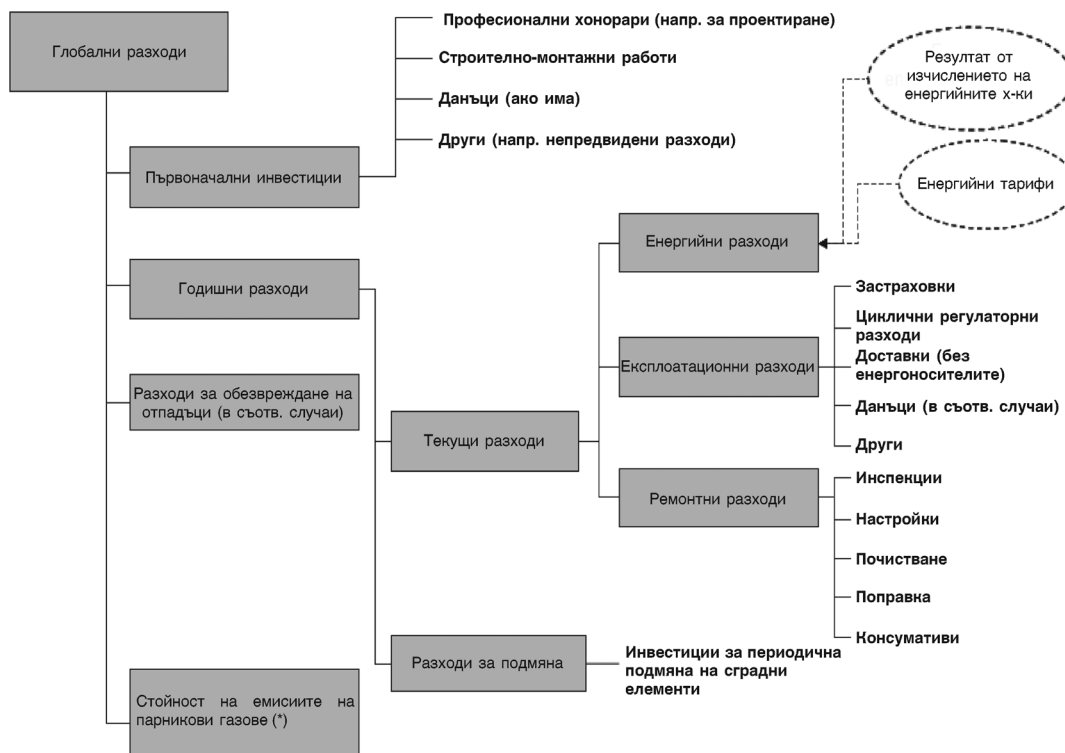 Глобални разходи
Професионални хонорари (напр. за проектиране)
Строително-монтажни работи
Данъци (ако има)
Други (напр. непредвидени разходи)
Първоначални инвестиции
Резултат от
изчислението на
енергийните х-ки
Енергийни тарифи
Енергийни разходи
Годишни разходи
Застраховки
Циклични регулаторни
разходи
Експлоатационни разходи
Доставки (без
енергоносителите)
Данъци (в съотв. случаи)
Други
Разходи за обезвреждане на
отпадъци (в съотв. случаи)
Текущи разходи
Ремонтни разходи
Инспекции
Настройки
Почистване
Поправка
Консумативи
Разходи за подмяна
Инвестиции за периодична
подмяна на сградни
елементи
Стойност на емисиите на
парникови газове (*)